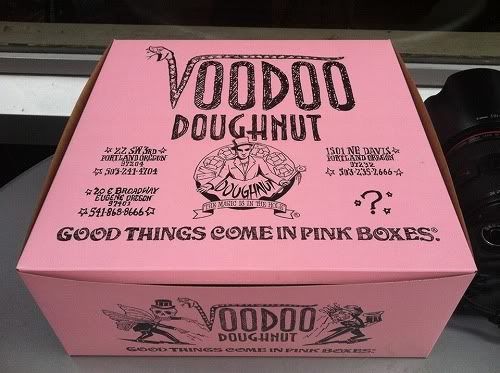 VOODOO
DOUGHNUT
22 SW 3RD
PORTLAND OREGON
97204
503-241-4704
1501 NE DAVIS
PORTLAND OREGON
97232
503-235-2666
20 E BROADWAY
EUGENE OREGON
97401
541-868-8666
?
DOUGHNUT
THE MAGIC IS IN THE HOLE
®
GOOD THINGS COME IN PINK BOXES.®
VOODOO
DOUGHNUT
GOOD THINGS COME IN PINK BOXES.®